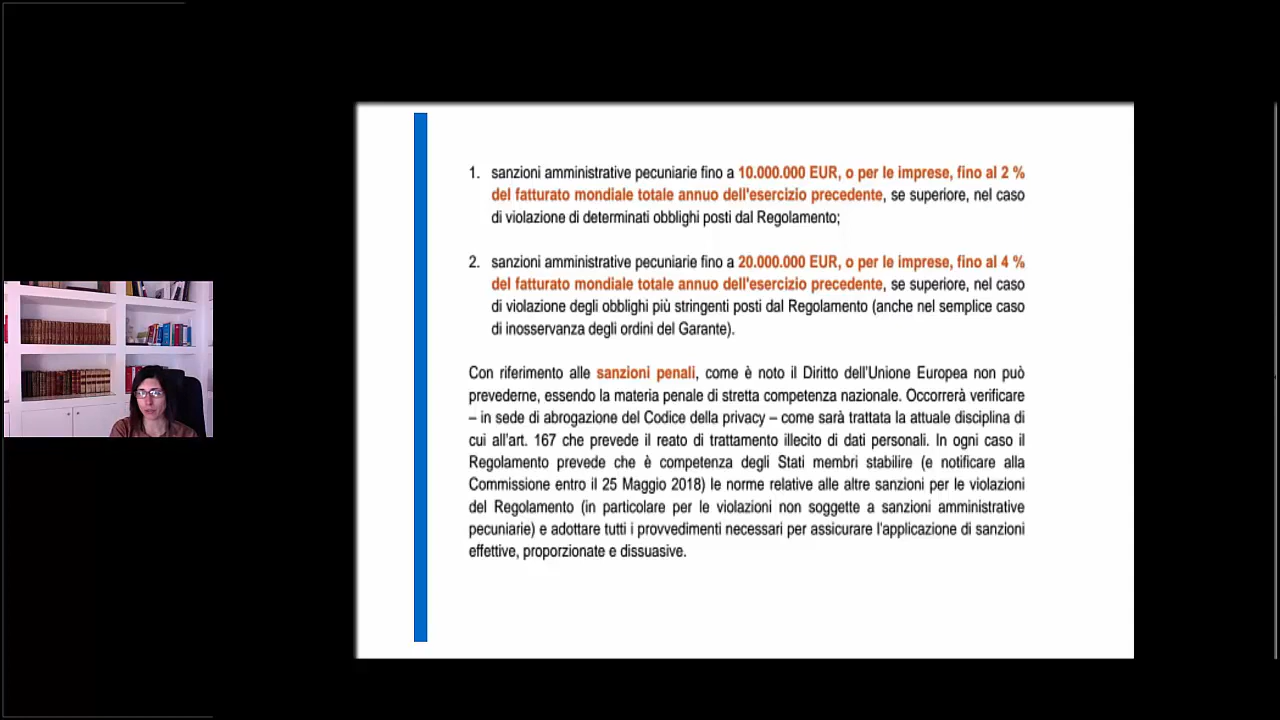 1. sanzioni amministrative pecuniarie fino a 10.000.000 EUR, o per le imprese, fino al 2 %
del fatturato mondiale totale annuo dell'esercizio precedente, se superiore, nel caso
di violazione di determinati obblighi posti dal Regolamento;
2. sanzioni amministrative pecuniarie fino a 20.000.000 EUR, o per le imprese, fino al 4 %
del fatturato mondiale totale annuo dell'esercizio precedente, se superiore, nel caso
di violazione degli obblighi più stringenti posti dal Regolamento (anche nel semplice caso
di inosservanza degli ordini del Garante).
Con riferimento alle sanzioni penali, come è noto il Diritto dell'Unione Europea non può
prevederne, essendo la materia penale di stretta competenza nazionale. Occorrerà verificare
– in sede di abrogazione del Codice della privacy – come sarà trattata la attuale disciplina di
cui all'art. 167 che prevede il reato di trattamento illecito di dati personali. In ogni caso il
Regolamento prevede che è competenza degli Stati membri stabilire (e notificare alla
Commissione entro il 25 Maggio 2018) le norme relative alle altre sanzioni per le violazioni
del Regolamento (in particolare per le violazioni non soggette a sanzioni amministrative
pecuniarie) e adottare tutti i provvedimenti necessari per assicurare l'applicazione di sanzioni
effettive, proporzionate e dissuasive.